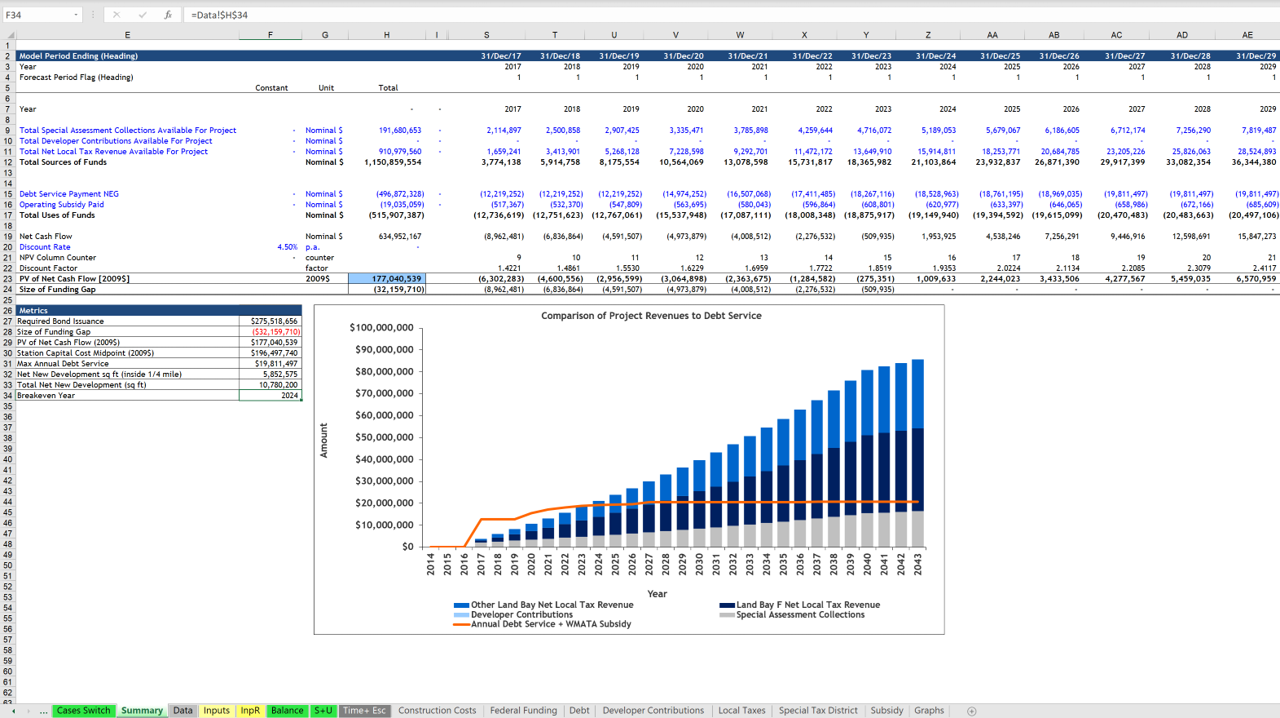 F34 fx =Data!$H$34
E F G H I S T U V W X Y Z AA AB AC AD AE
1
2 Model Period Ending (Heading) 31/Dec/17 31/Dec/18 31/Dec/19 31/Dec/20 31/Dec/21 31/Dec/22 31/Dec/23 31/Dec/24 31/Dec/25 31/Dec/26 31/Dec/27 31/Dec/28 31/Dec/29
3 Year 2017 2018 2019 2020 2021 2022 2023 2024 2025 2026 2027 2028 2029
4 Forecast Period Flag (Heading) 1 1 1 1 1 1 1 1 1 1 1 1 1
5 Constant Unit Total
6
7 Year - - 2017 2018 2019 2020 2021 2022 2023 2024 2025 2026 2027 2028 2029
8
9 Total Special Assessment Collections Available For Project - Nominal $ 191,680,653 - 2,114,897 2,500,858 2,907,425 3,335,471 3,785,898 4,259,644 4,716,072 5,189,053 5,679,067 6,186,605 6,712,174 7,256,290 7,819,487
10 Total Developer Contributions Available For Project - Nominal $ - - - - - - - - - - - - - - -
11 Total Net Local Tax Revenue Available For Project - Nominal $ 910,979,560 - 1,659,241 3,413,901 5,268,128 7,228,598 9,292,701 11,472,172 13,649,910 15,914,811 18,253,771 20,684,785 23,205,226 25,826,063 28,524,893
12 Total Sources of Funds Nominal $ 1,150,859,554 3,774,138 5,914,758 8,175,554 10,564,069 13,078,598 15,731,817 18,365,982 21,103,864 23,932,837 26,871,390 29,917,399 33,082,354 36,344,380
13
14
15 Debt Service Payment NEG - Nominal $ (496,872,328) - (12,219,252) (12,219,252) (12,219,252) (14,974,252) (16,507,068) (17,411,485) (18,267,116) (18,528,963) (18,761,195) (18,969,035) (19,811,497) (19,811,497) (19,811,497)
16 Operating Subsidy Paid - Nominal $ (19,035,059) - (517,367) (532,370) (547,809) (563,695) (580,043) (596,864) (608,801) (620,977) (633,397) (646,065) (658,986) (672,166) (685,609)
17 Total Uses of Funds Nominal $ (515,907,387) (12,736,619) (12,751,623) (12,767,061) (15,537,948) (17,087,111) (18,008,348) (18,875,917) (19,149,940) (19,394,592) (19,615,099) (20,470,483) (20,483,663) (20,497,106)
18
19 Net Cash Flow Nominal $ 634,952,167 (8,962,481) (6,836,864) (4,591,507) (4,973,879) (4,008,512) (2,276,532) (509,935) 1,953,925 4,538,246 7,256,291 9,446,916 12,598,691 15,847,273
20 Discount Rate 4.50% p.a. -
21 NPV Column Counter - counter 9 10 11 12 13 14 15 16 17 18 19 20 21
22 Discount Factor factor 1.4221 1.4861 1.5530 1.6229 1.6959 1.7722 1.8519 1.9353 2.0224 2.1134 2.2085 2.3079 2.4117
23 PV of Net Cash Flow [2009$] 2009$ 177,040,539 (6,302,283) (4,600,556) (2,956,599) (3,064,898) (2,363,675) (1,284,582) (275,351) 1,009,633 2,244,023 3,433,506 4,277,567 5,459,035 6,570,959
24 Size of Funding Gap (32,159,710) (8,962,481) (6,836,864) (4,591,507) (4,973,879) (4,008,512) (2,276,532) (509,935) - - - - - -
25
26 Metrics
27 Required Bond Issuance $275,518,656
28 Size of Funding Gap ($32,159,710)
29 PV of Net Cash Flow (2009$) $177,040,539
30 Station Capital Cost Midpoint (2009$) $196,497,740
31 Max Annual Debt Service $19,811,497
32 Net New Development sq ft (inside 1/4 mile) 5,852,575
33 Total Net New Development (sq ft) 10,780,200
34 Breakeven Year 2024
35
36
37
38
39
40
41
42
43
44
45
46
47
48
49
50
51
52
53
54
55
56
57
58
59
60
61
62
63
Comparison of Project Revenues to Debt Service
$100,000,000
$90,000,000
$80,000,000
$70,000,000
$60,000,000
$50,000,000
$40,000,000
$30,000,000
$20,000,000
$10,000,000
$0
Amount
2014 2015 2016 2017 2018 2019 2020 2021 2022 2023 2024 2025 2026 2027 2028 2029 2030 2031 2032 2033 2034 2035 2036 2037 2038 2039 2040 2041 2042 2043
Year
Other Land Bay Net Local Tax Revenue Land Bay F Net Local Tax Revenue
Developer Contributions Special Assessment Collections
Annual Debt Service + WMATA Subsidy
... Cases Switch Summary Data Inputs InpR Balance S+U Time+ Esc Construction Costs Federal Funding Debt Developer Contributions Local Taxes Special Tax District Subsidy Graphs